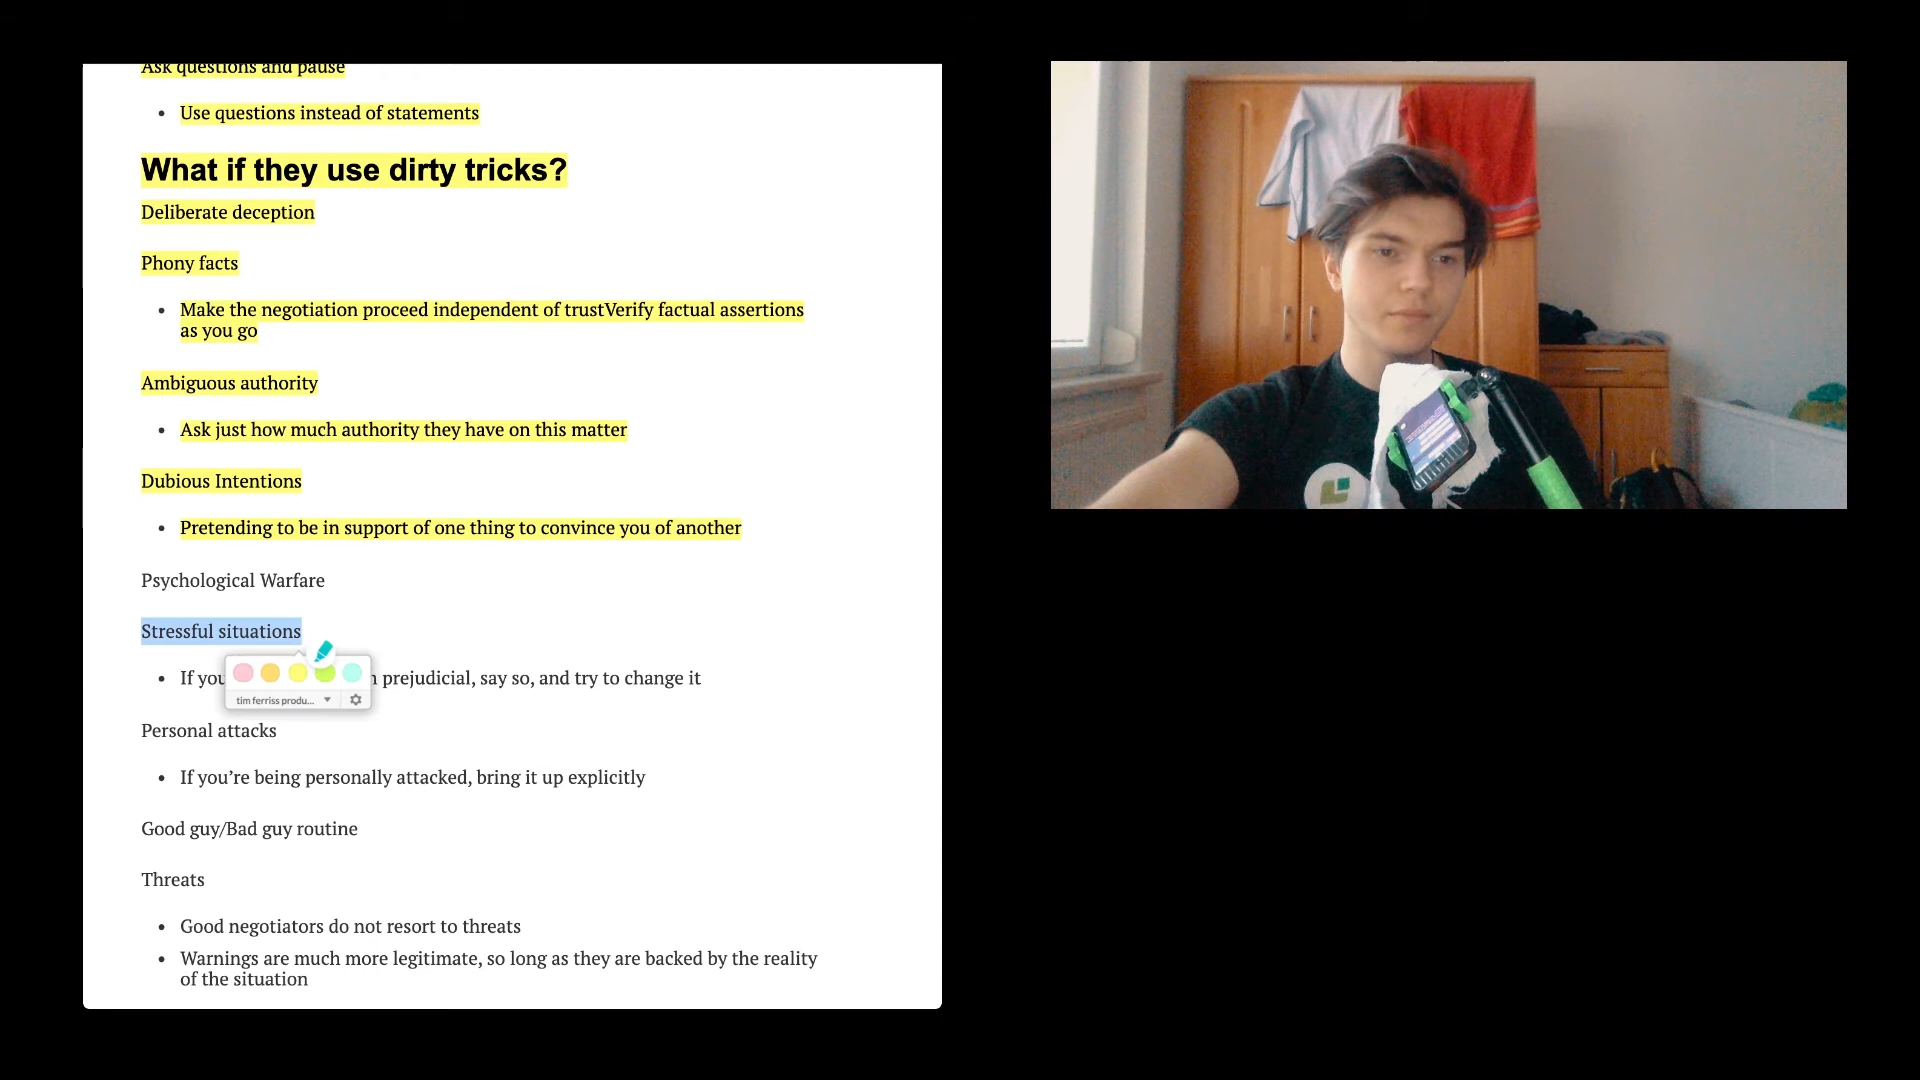 Ask questions and pause
• Use questions instead of statements
What if they use dirty tricks?
Deliberate deception
Phony facts
• Make the negotiation proceed independent of trustVerify factual assertions
as you go
Ambiguous authority
• Ask just how much authority they have on this matter
Dubious Intentions
• Pretending to be in support of one thing to convince you of another
Psychological Warfare
Stressful situations
• If you prejudicial, say so, and try to change it
tim ferriss produ...
Personal attacks
• If you’re being personally attacked, bring it up explicitly
Good guy/Bad guy routine
Threats
• Good negotiators do not resort to threats
• Warnings are much more legitimate, so long as they are backed by the reality
of the situation